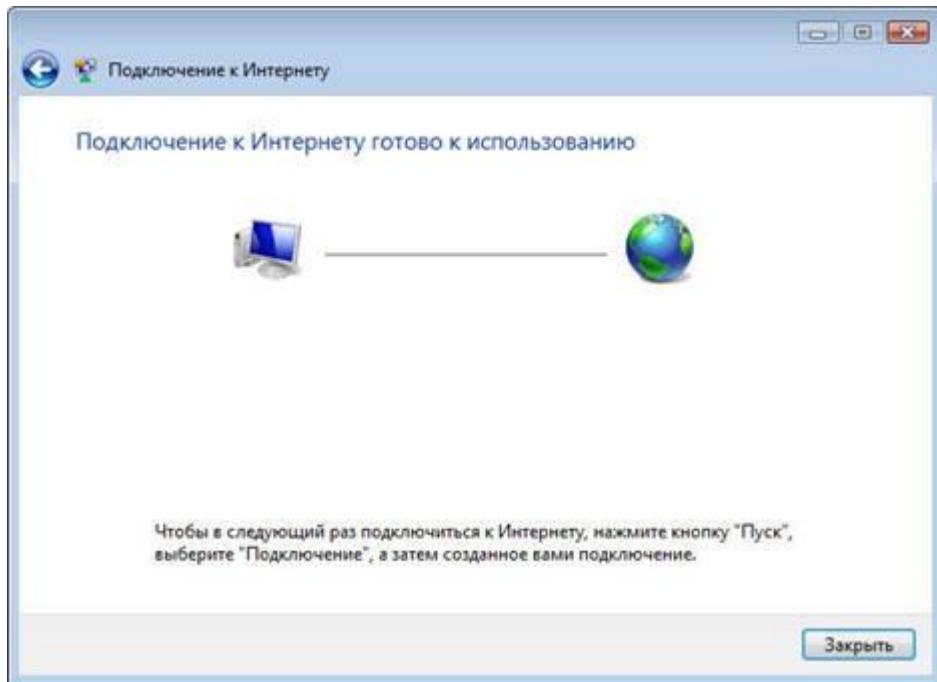 Подключение к Интернету
Подключение к Интернету готово к использованию
Чтобы в следующий раз подключиться к Интернету, нажмите кнопку "Пуск",
выберите "Подключение", а затем созданное вами подключение.
Закрыть